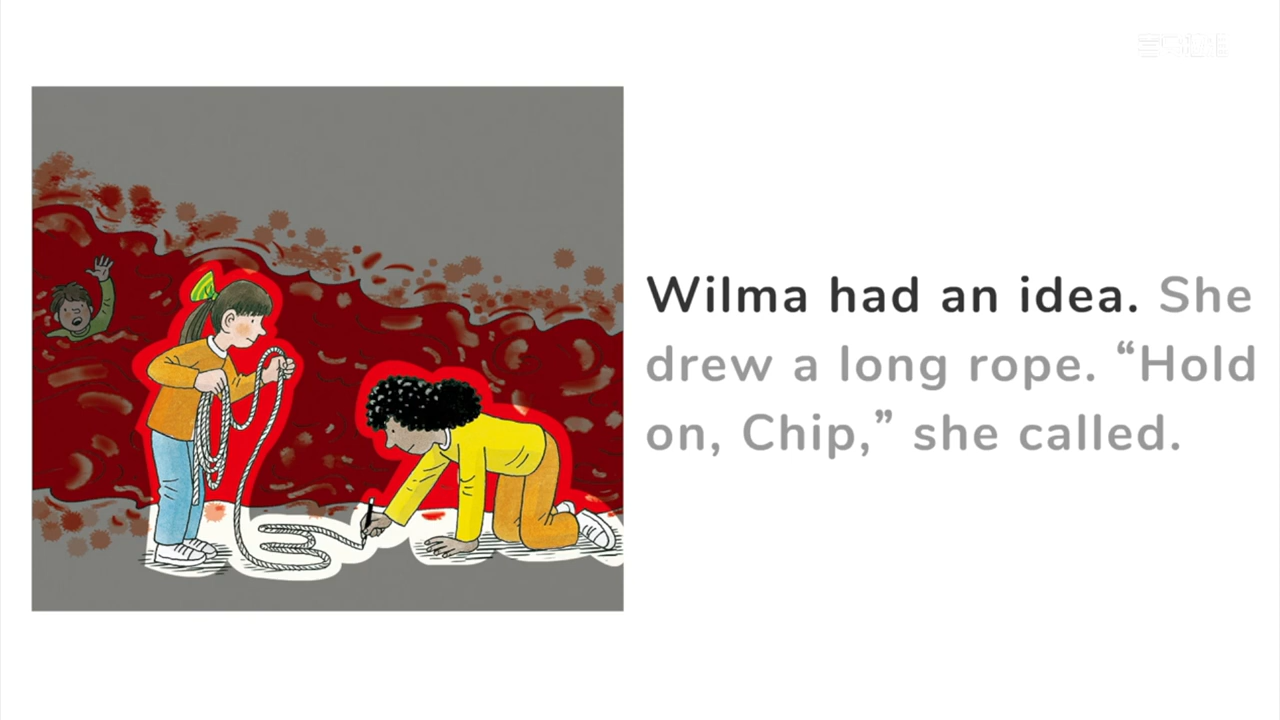 Wilma had an idea. She
drew a long rope. “Hold
on, Chip,” she called.